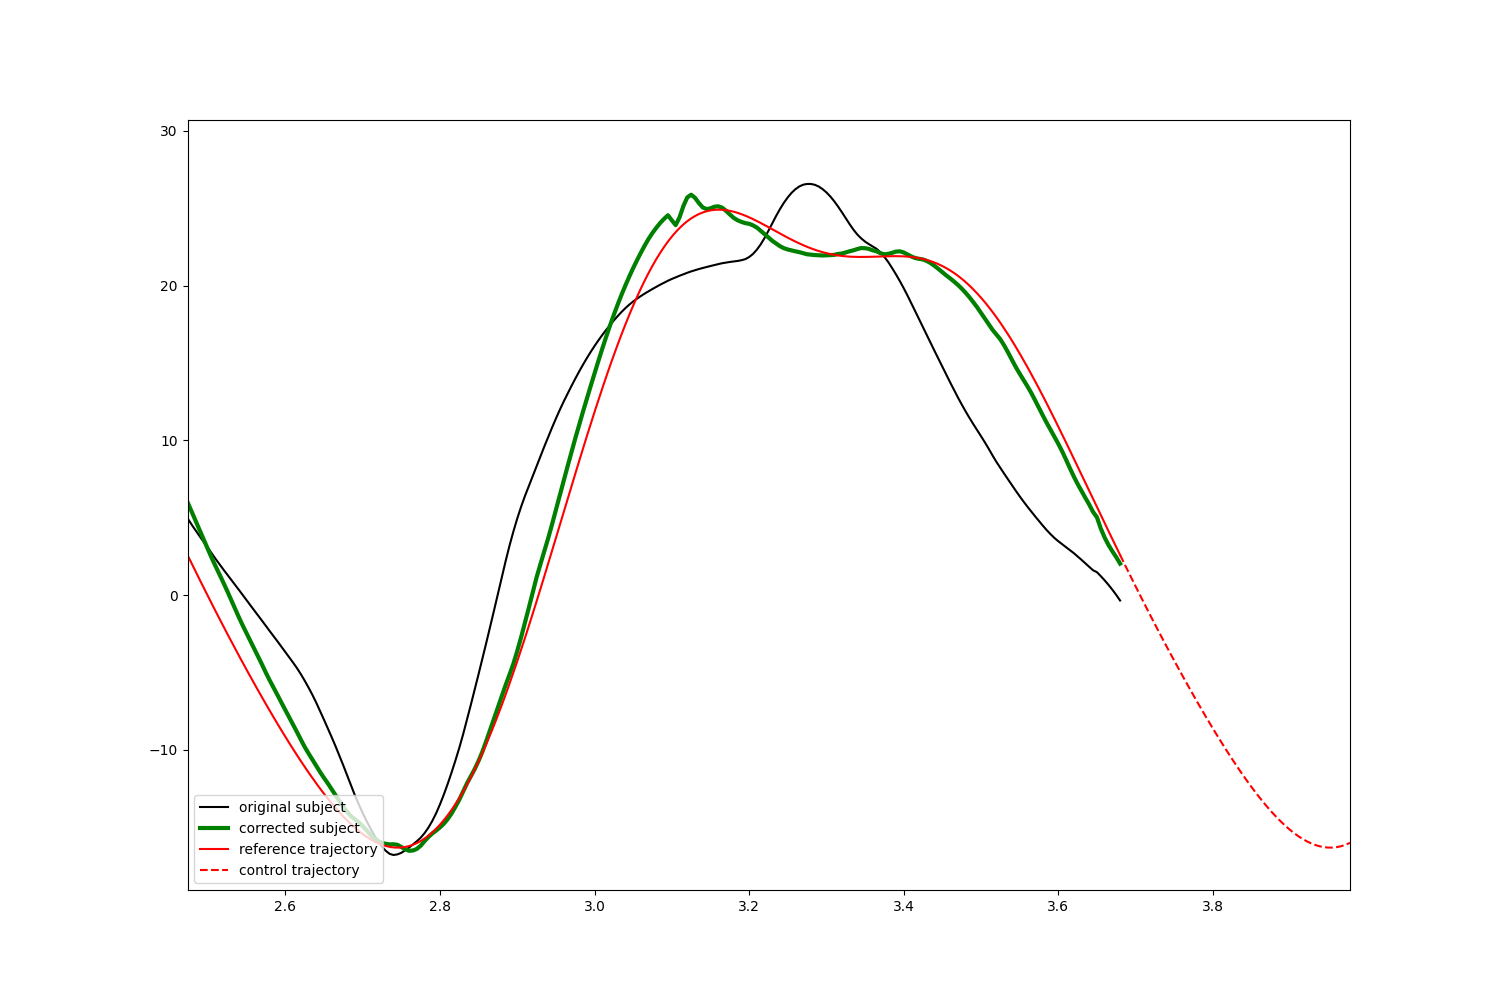 30
20
10
0
−10
original subject
corrected subject
reference trajectory
control trajectory
2.6 2.8 3.0 3.2 3.4 3.6 3.8